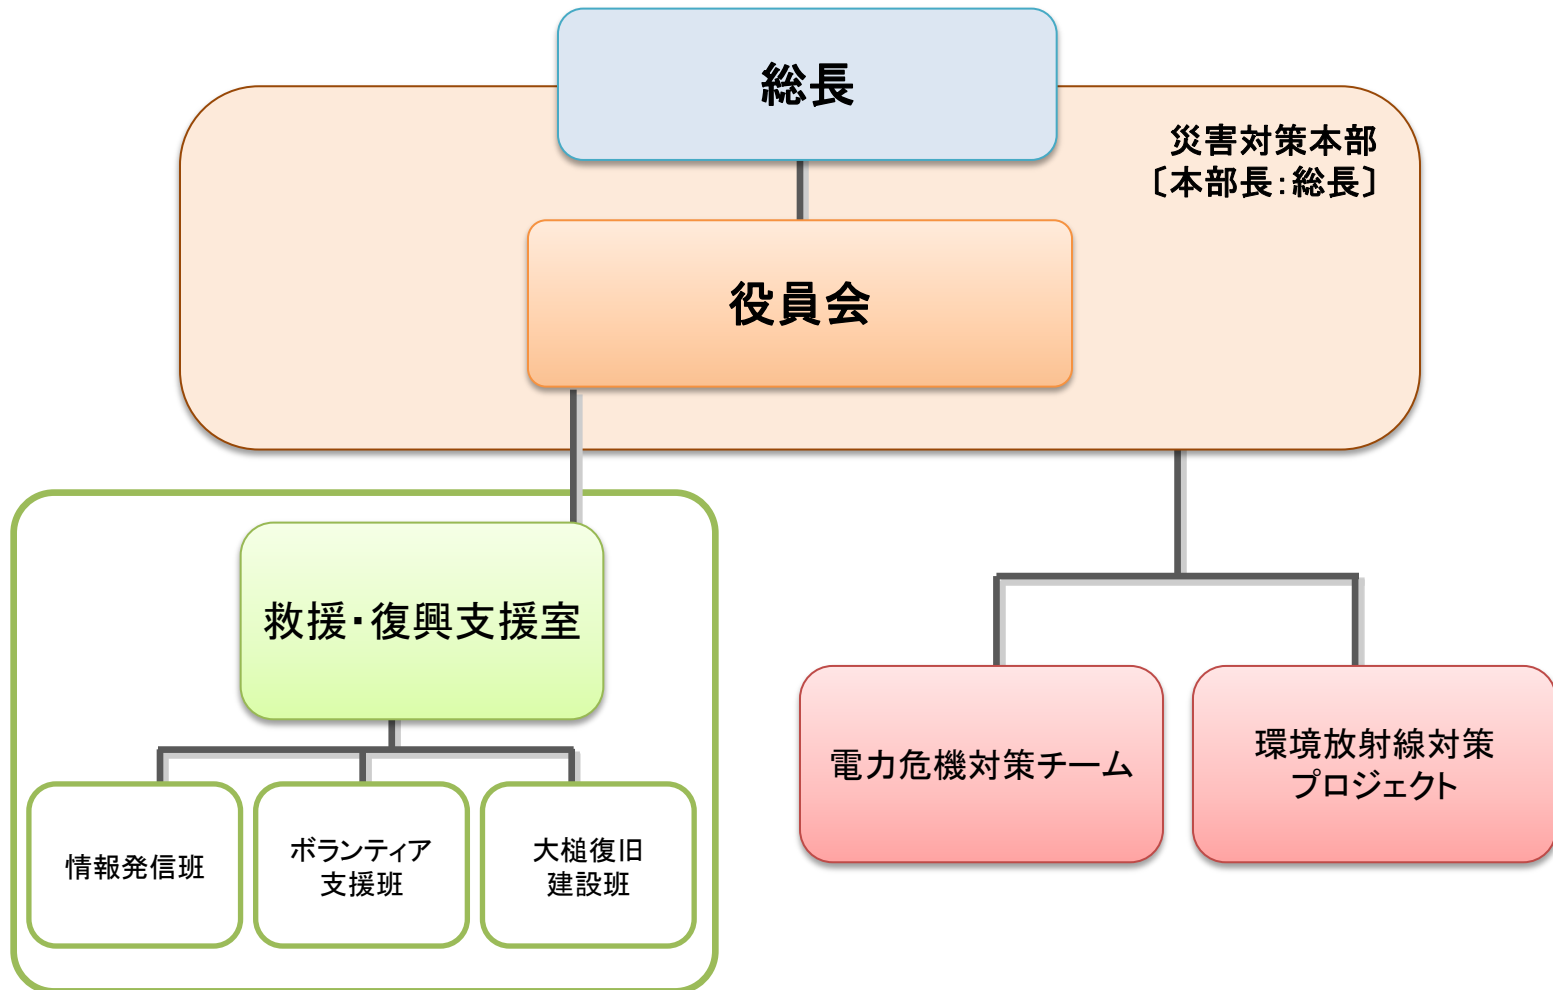 総長
災害対策本部
〔本部長:総長〕
役員会
救援・復興支援室
電力危機対策チーム
環境放射線対策
プロジェクト
情報発信班
ボランティア
支援班
大槌復旧
建設班